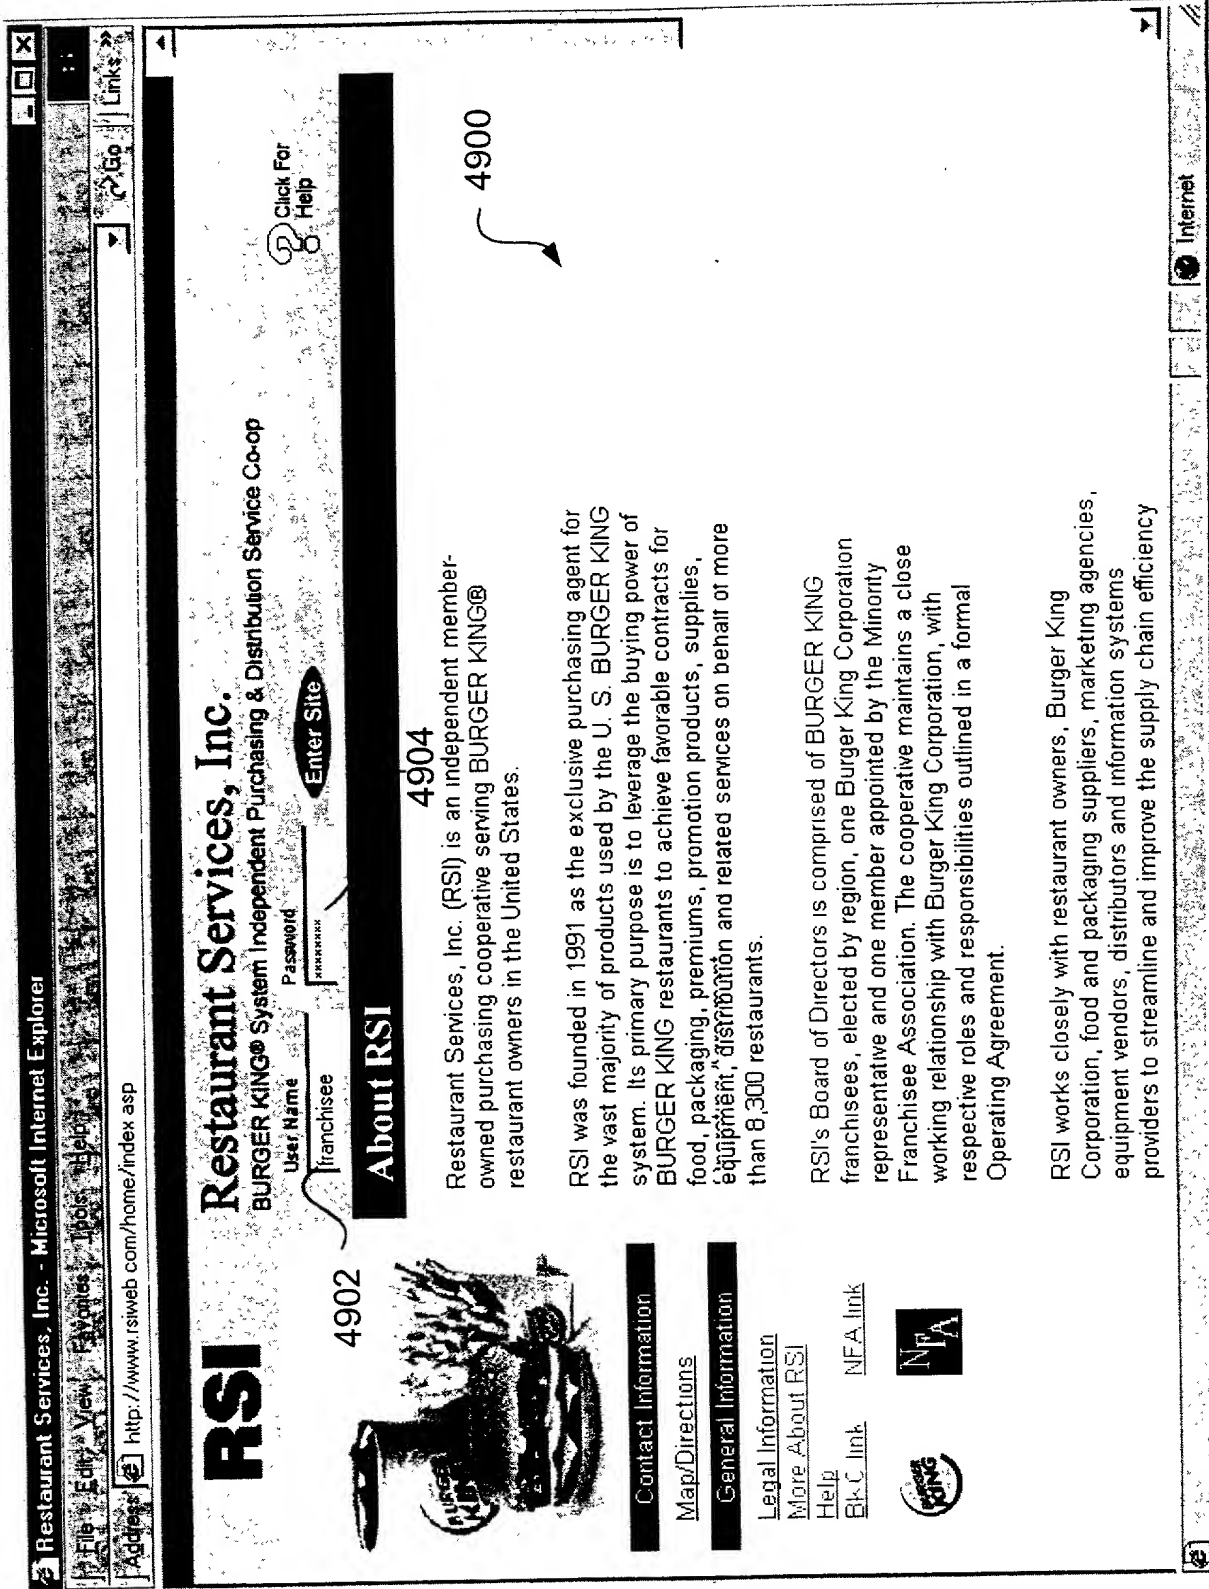 Restaurant Services, Inc. - Microsoft Internet Explorer
File Edit View Favorites Tools Help
Address http://www.rsiweb com/home/index asp
Go Links »
RSI
Restaurant Services, Inc.
BURGER KING® System Independent Purchasing & Distribution Service Co-op
User Name Password
franchisee ******** Enter Site
Click For
Help
4902
4904
4900
About RSI
Restaurant Services, Inc. (RSI) is an independent member-
owned purchasing cooperative serving BURGER KING®
restaurant owners in the United States.
RSI was founded in 1991 as the exclusive purchasing agent for
the vast majority of products used by the U. S. BURGER KING
system. Its primary purpose is to leverage the buying power of
BURGER KING restaurants to achieve favorable contracts for
food, packaging, premiums, promotion products, supplies,
equipment, distribution and related services on behalf of more
than 8,300 restaurants.
RSI's Board of Directors is comprised of BURGER KING
franchisees, elected by region, one Burger King Corporation
representative and one member appointed by the Minority
Franchisee Association. The cooperative maintains a close
working relationship with Burger King Corporation, with
respective roles and responsibilities outlined in a formal
Operating Agreement.
RSI works closely with restaurant owners, Burger King
Corporation, food and packaging suppliers, marketing agencies,
equipment vendors, distributors and information systems
providers to streamline and improve the supply chain efficiency
BURGER
Contact Information
Map/Directions
General Information
Legal Information
More About RSI
Help
BKC link NFA link
BURGER
KING
NFA
Internet